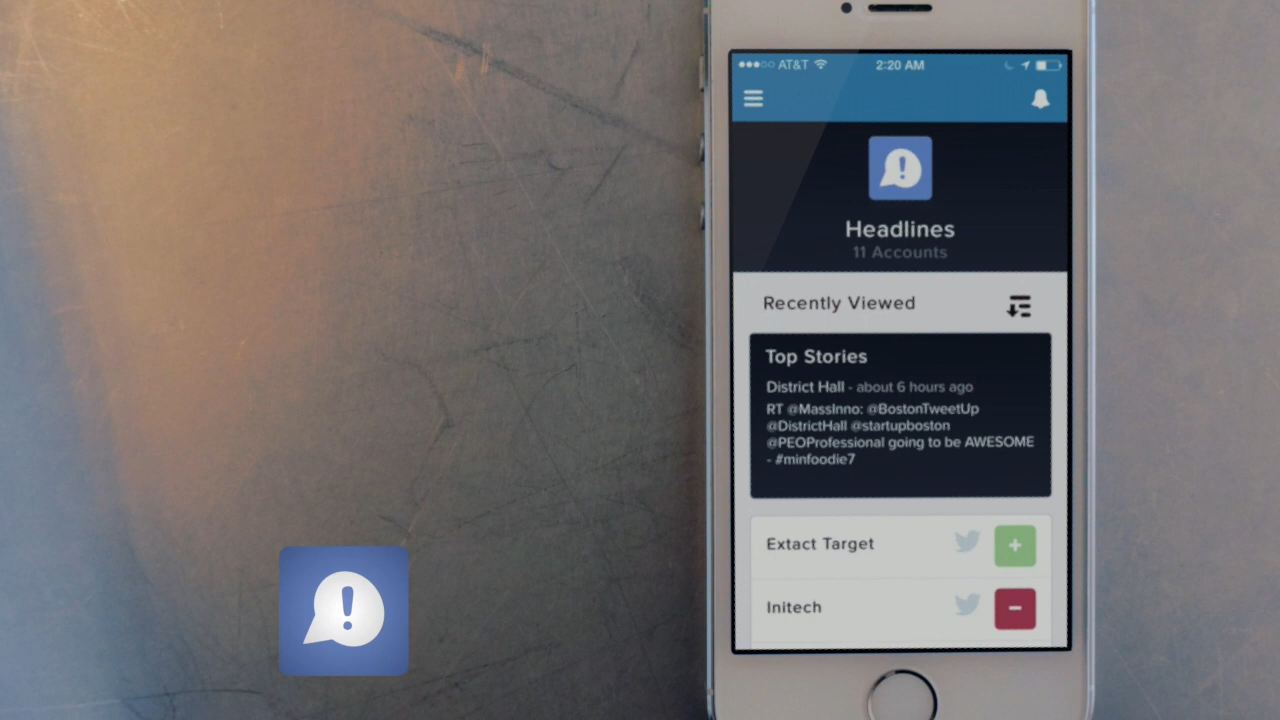 AT&T 2:20 AM
Headlines
11 Accounts
Recently Viewed
Top Stories
District Hall - about 6 hours ago
RT @MassInno: @BostonTweetUp
@DistrictHall @startupboston
@PEOProfessional going to be AWESOME
- #minfoodie7
Extact Target
Initech